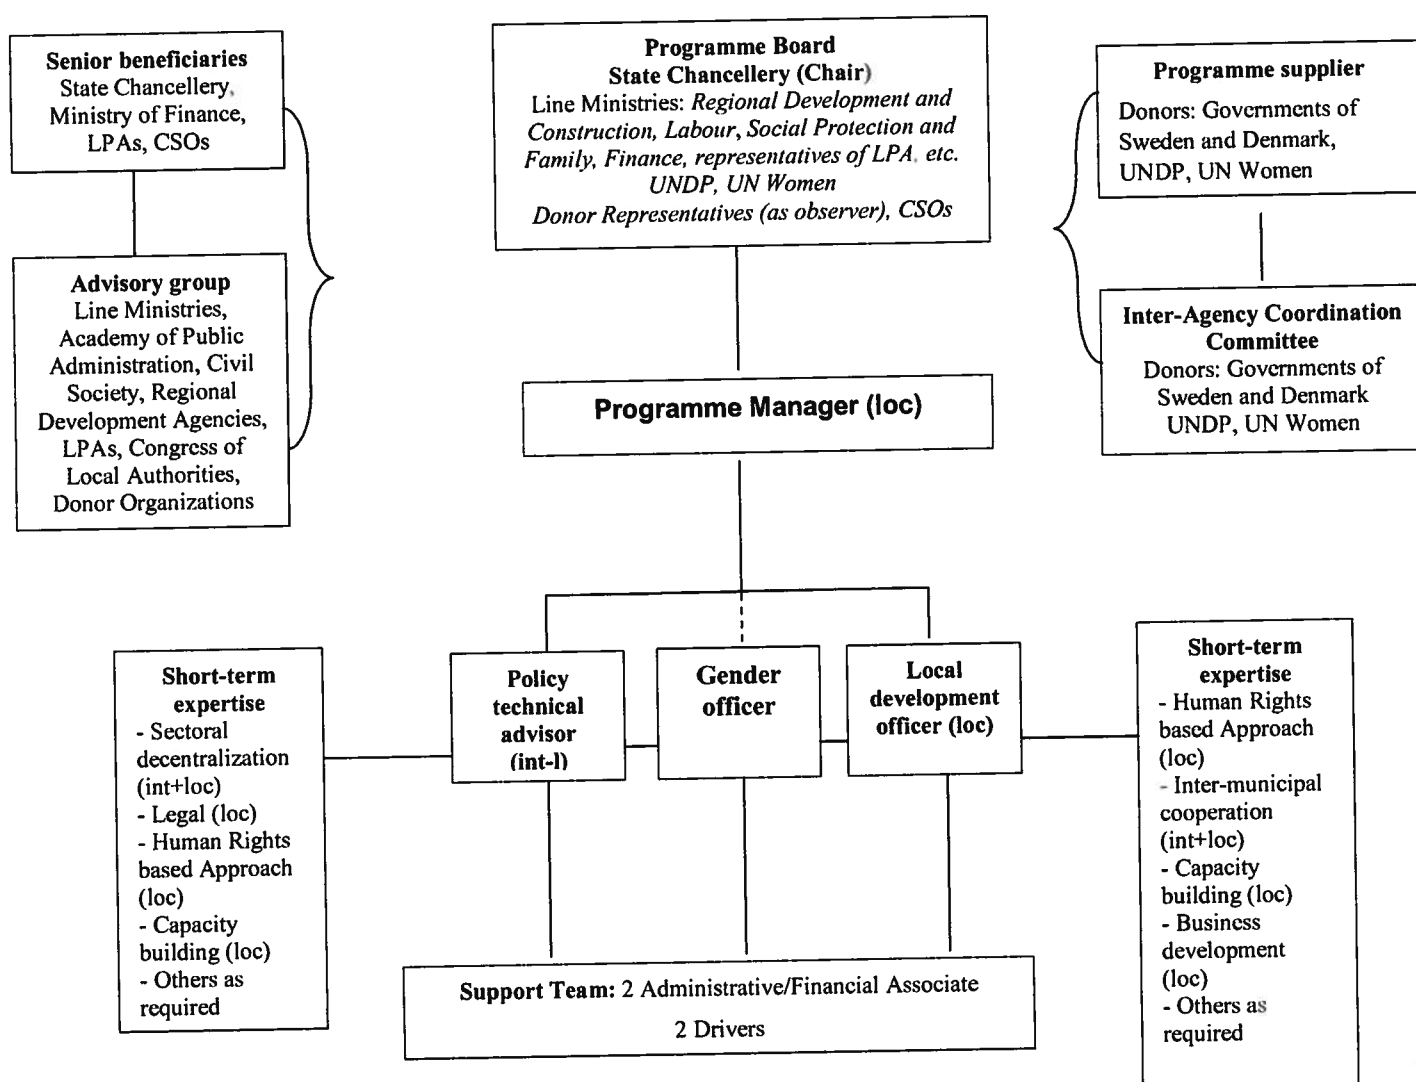 Senior beneficiaries
State Chancellery,
Ministry of Finance,
LPAs, CSOs
Programme Board
State Chancellery (Chair)
Line Ministries: Regional Development and
Construction, Labour, Social Protection and
Family, Finance, representatives of LPA, etc.
UNDP, UN Women
Donor Representatives (as observer), CSOs
Programme supplier
Donors: Governments of
Sweden and Denmark,
UNDP, UN Women
Advisory group
Line Ministries,
Academy of Public
Administration, Civil
Society, Regional
Development Agencies,
LPAs, Congress of
Local Authorities,
Donor Organizations
Inter-Agency Coordination
Committee
Donors: Governments of
Sweden and Denmark
UNDP, UN Women
Programme Manager (loc)
Short-term
expertise
- Sectoral
decentralization
(int+loc)
- Legal (loc)
- Human Rights
based Approach
(loc)
- Capacity
building (loc)
- Others as
required
Policy
technical
advisor
(int-l)
Gender
officer
Local
development
officer (loc)
Short-term
expertise
- Human Rights
based Approach
(loc)
- Inter-municipal
cooperation
(int+loc)
- Capacity
building (loc)
- Business
development
(loc)
- Others as
required
Support Team: 2 Administrative/Financial Associate
2 Drivers